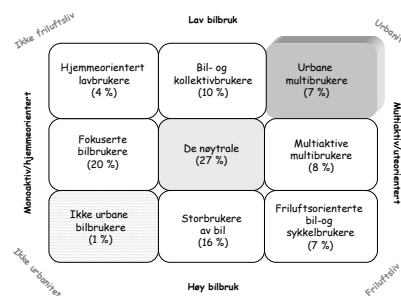 Lav bilbruk
Ikke friluftsliv
Urbanitet
Hjemmeorientert
lavbrukere
(4 %)
Bil- og
kollektivbrukere
(10 %)
Urbane
multibrukere
(7 %)
Monoaktiv/hjemmeorientert
Fokuserte
bilbrukere
(20 %)
De nøytrale
(27 %)
Multiaktive
multibrukere
(8 %)
Multiaktiv/uteorientert
Ikke urbane
bilbrukere
(1 %)
Storbrukere
av bil
(16 %)
Friluftsorienterte
bil-og
sykkelbrukere
(7 %)
Ikke urbanitet
Høy bilbruk
Friluftsliv